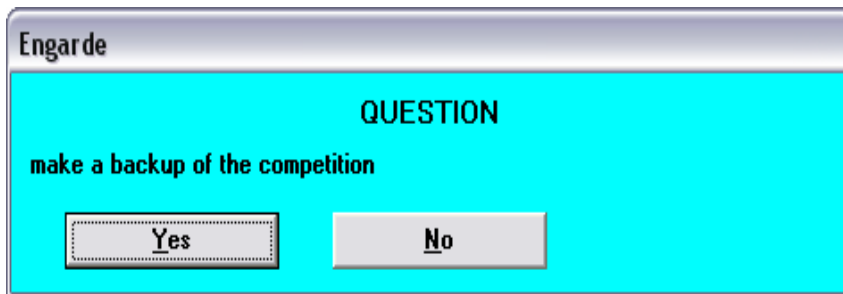 Engarde
QUESTION
make a backup of the competition
Yes No